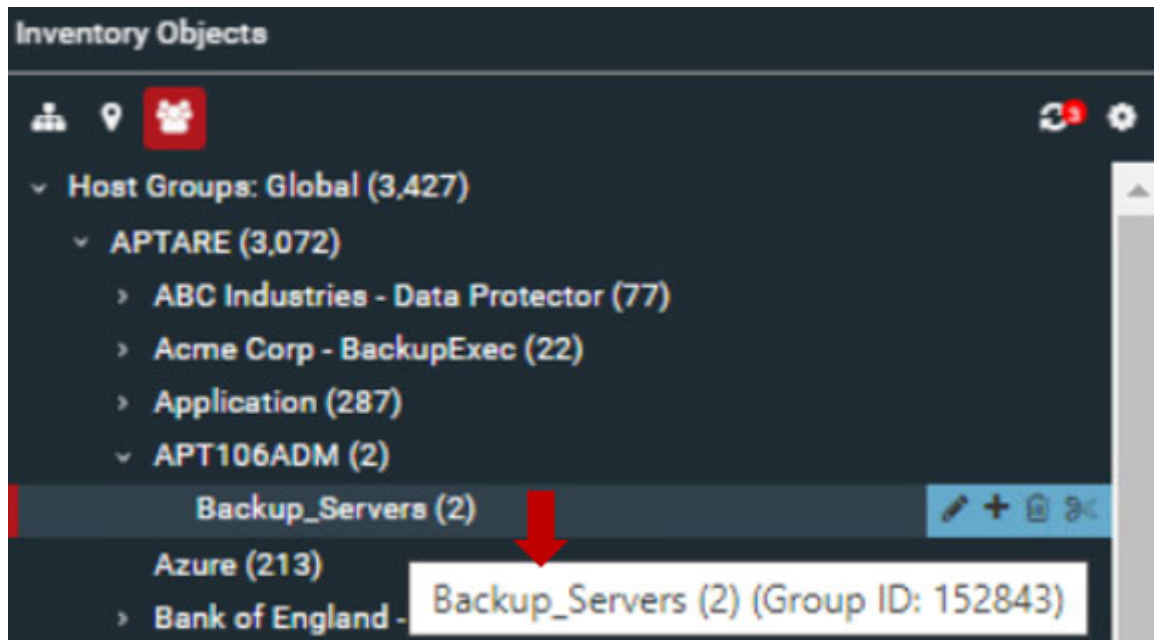 Inventory Objects
3
Host Groups: Global (3,427)
APTARE (3,072)
ABC Industries - Data Protector (77)
Acme Corp - BackupExec (22)
Application (287)
APT106ADM (2)
Backup_Servers (2)
Azure (213)
Backup_Servers (2) (Group ID: 152843)
Bank of England -